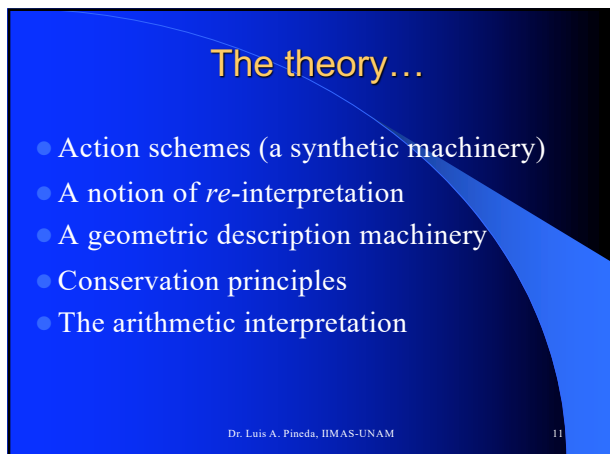 The theory…
Action schemes (a synthetic machinery)
A notion of re-interpretation
A geometric description machinery
Conservation principles
The arithmetic interpretation
Dr. Luis A. Pineda, IIMAS-UNAM
11